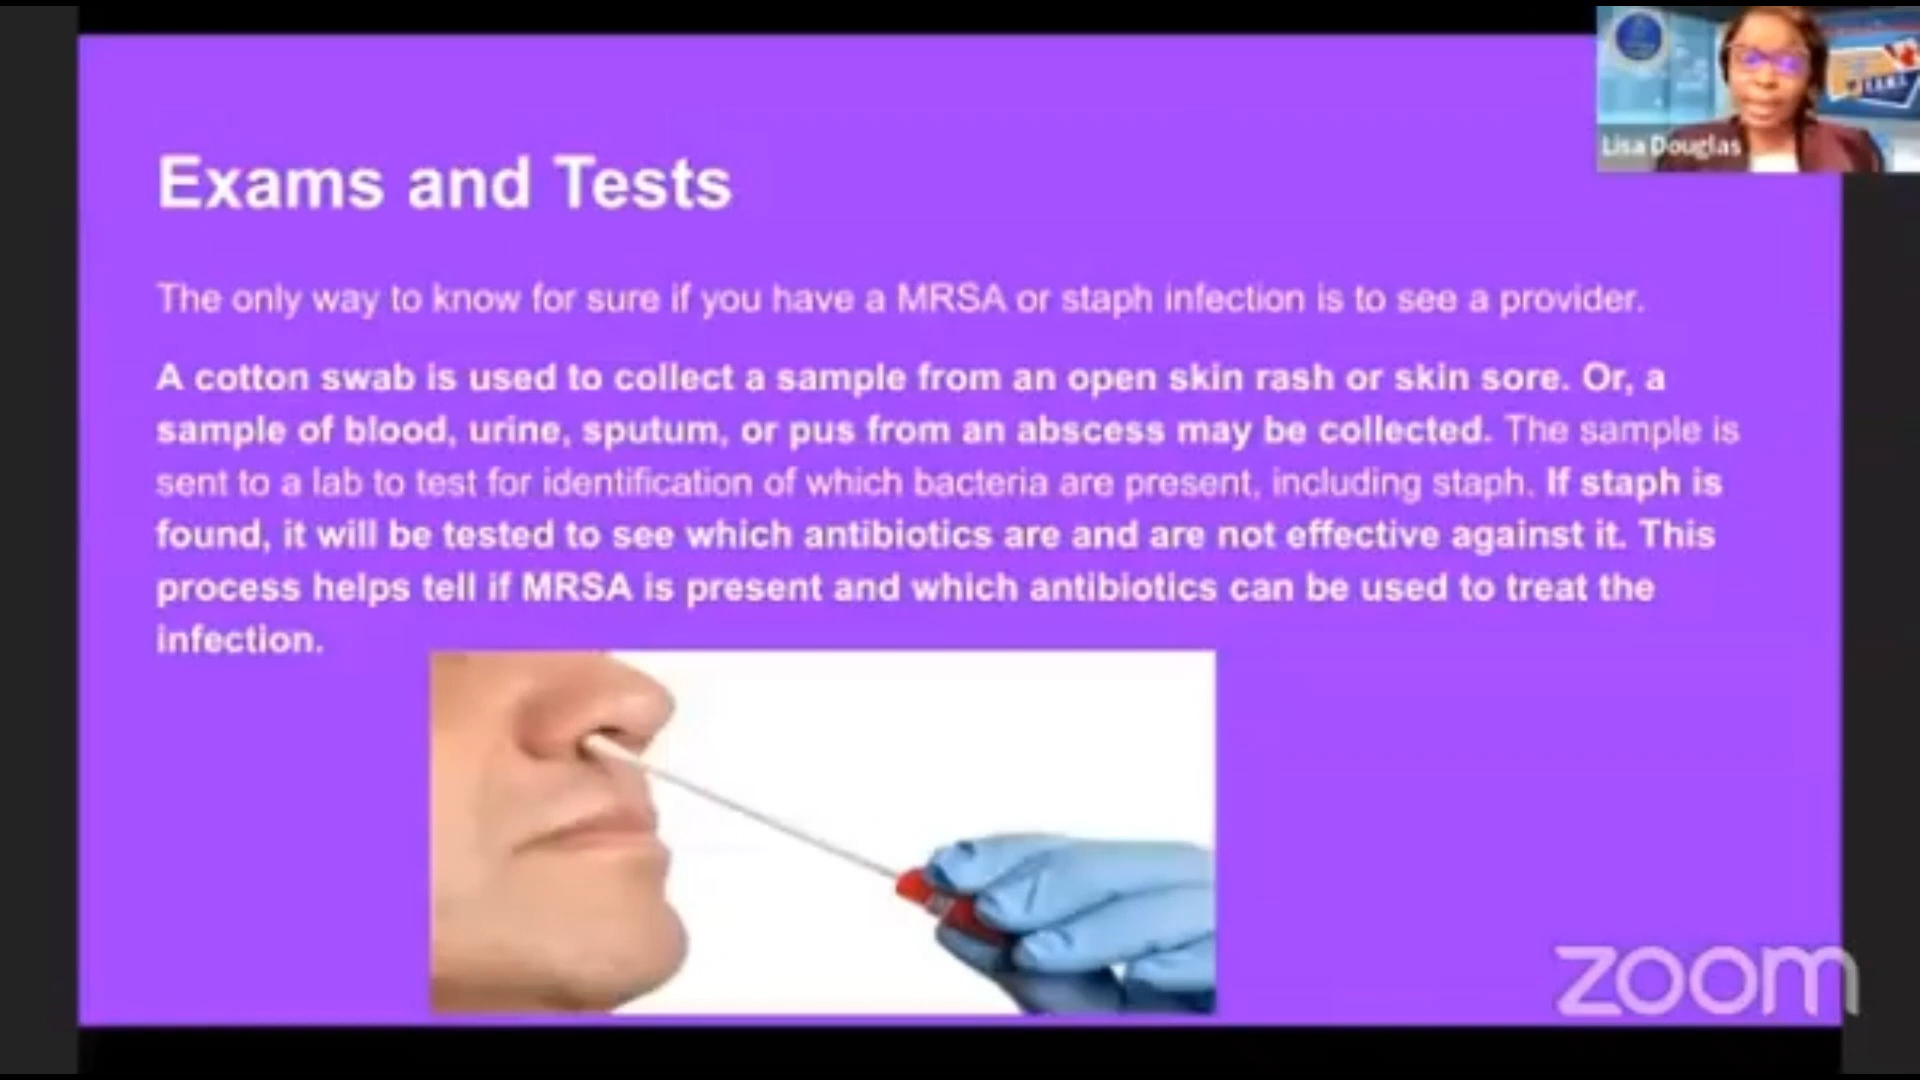 Lisa Douglas
Exams and Tests
The only way to know for sure if you have a MRSA or staph infection is to see a provider.
A cotton swab is used to collect a sample from an open skin rash or skin sore. Or, a
sample of blood, urine, sputum, or pus from an abscess may be collected. The sample is
sent to a lab to test for identification of which bacteria are present, including staph. If staph is
found, it will be tested to see which antibiotics are and are not effective against it. This
process helps tell if MRSA is present and which antibiotics can be used to treat the
infection.
zoom